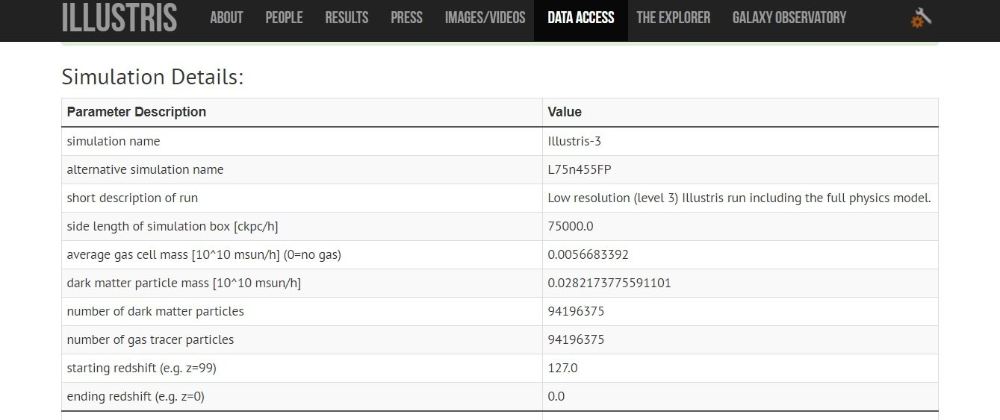 ILLUSTRIS ABOUT PEOPLE RESULTS PRESS IMAGES/VIDEOS DATA ACCESS THE EXPLORER GALAXY OBSERVATORY
Simulation Details:
Parameter Description Value
simulation name Illustris-3
alternative simulation name L75n455FP
short description of run Low resolution (level 3) Illustris run including the full physics model.
side length of simulation box [ckpc/h] 75000.0
average gas cell mass [10^10 msun/h] (0=no gas) 0.0056683392
dark matter particle mass [10^10 msun/h] 0.0282173775591101
number of dark matter particles 94196375
number of gas tracer particles 94196375
starting redshift (e.g. z=99) 127.0
ending redshift (e.g. z=0) 0.0